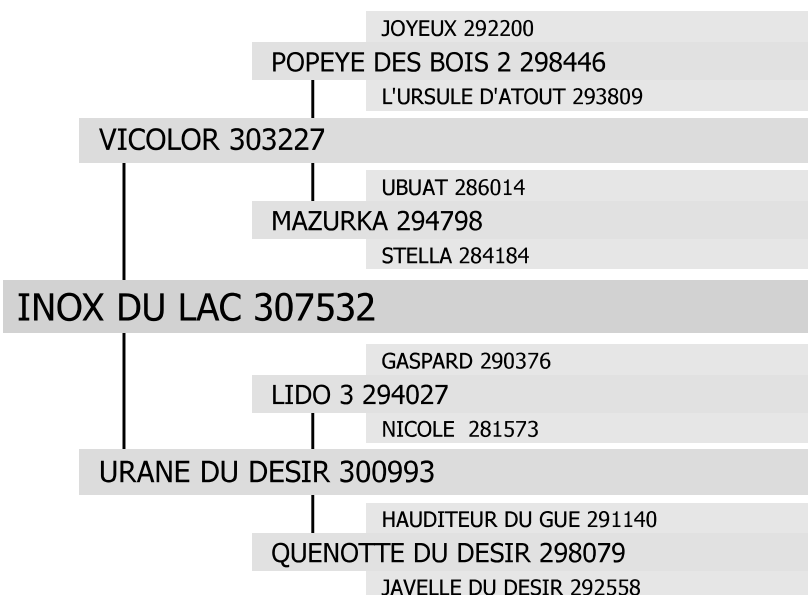 JOYEUX 292200
POPEYE DES BOIS 2 298446
L'URSULE D'ATOUT 293809
VICOLOR 303227
UBUAT 286014
MAZURKA 294798
STELLA 284184
INOX DU LAC 307532
GASPARD 290376
LIDO 3 294027
NICOLE  281573
URANE DU DESIR 300993
HAUDITEUR DU GUE 291140
QUENOTTE DU DESIR 298079
JAVELLE DU DESIR 292558